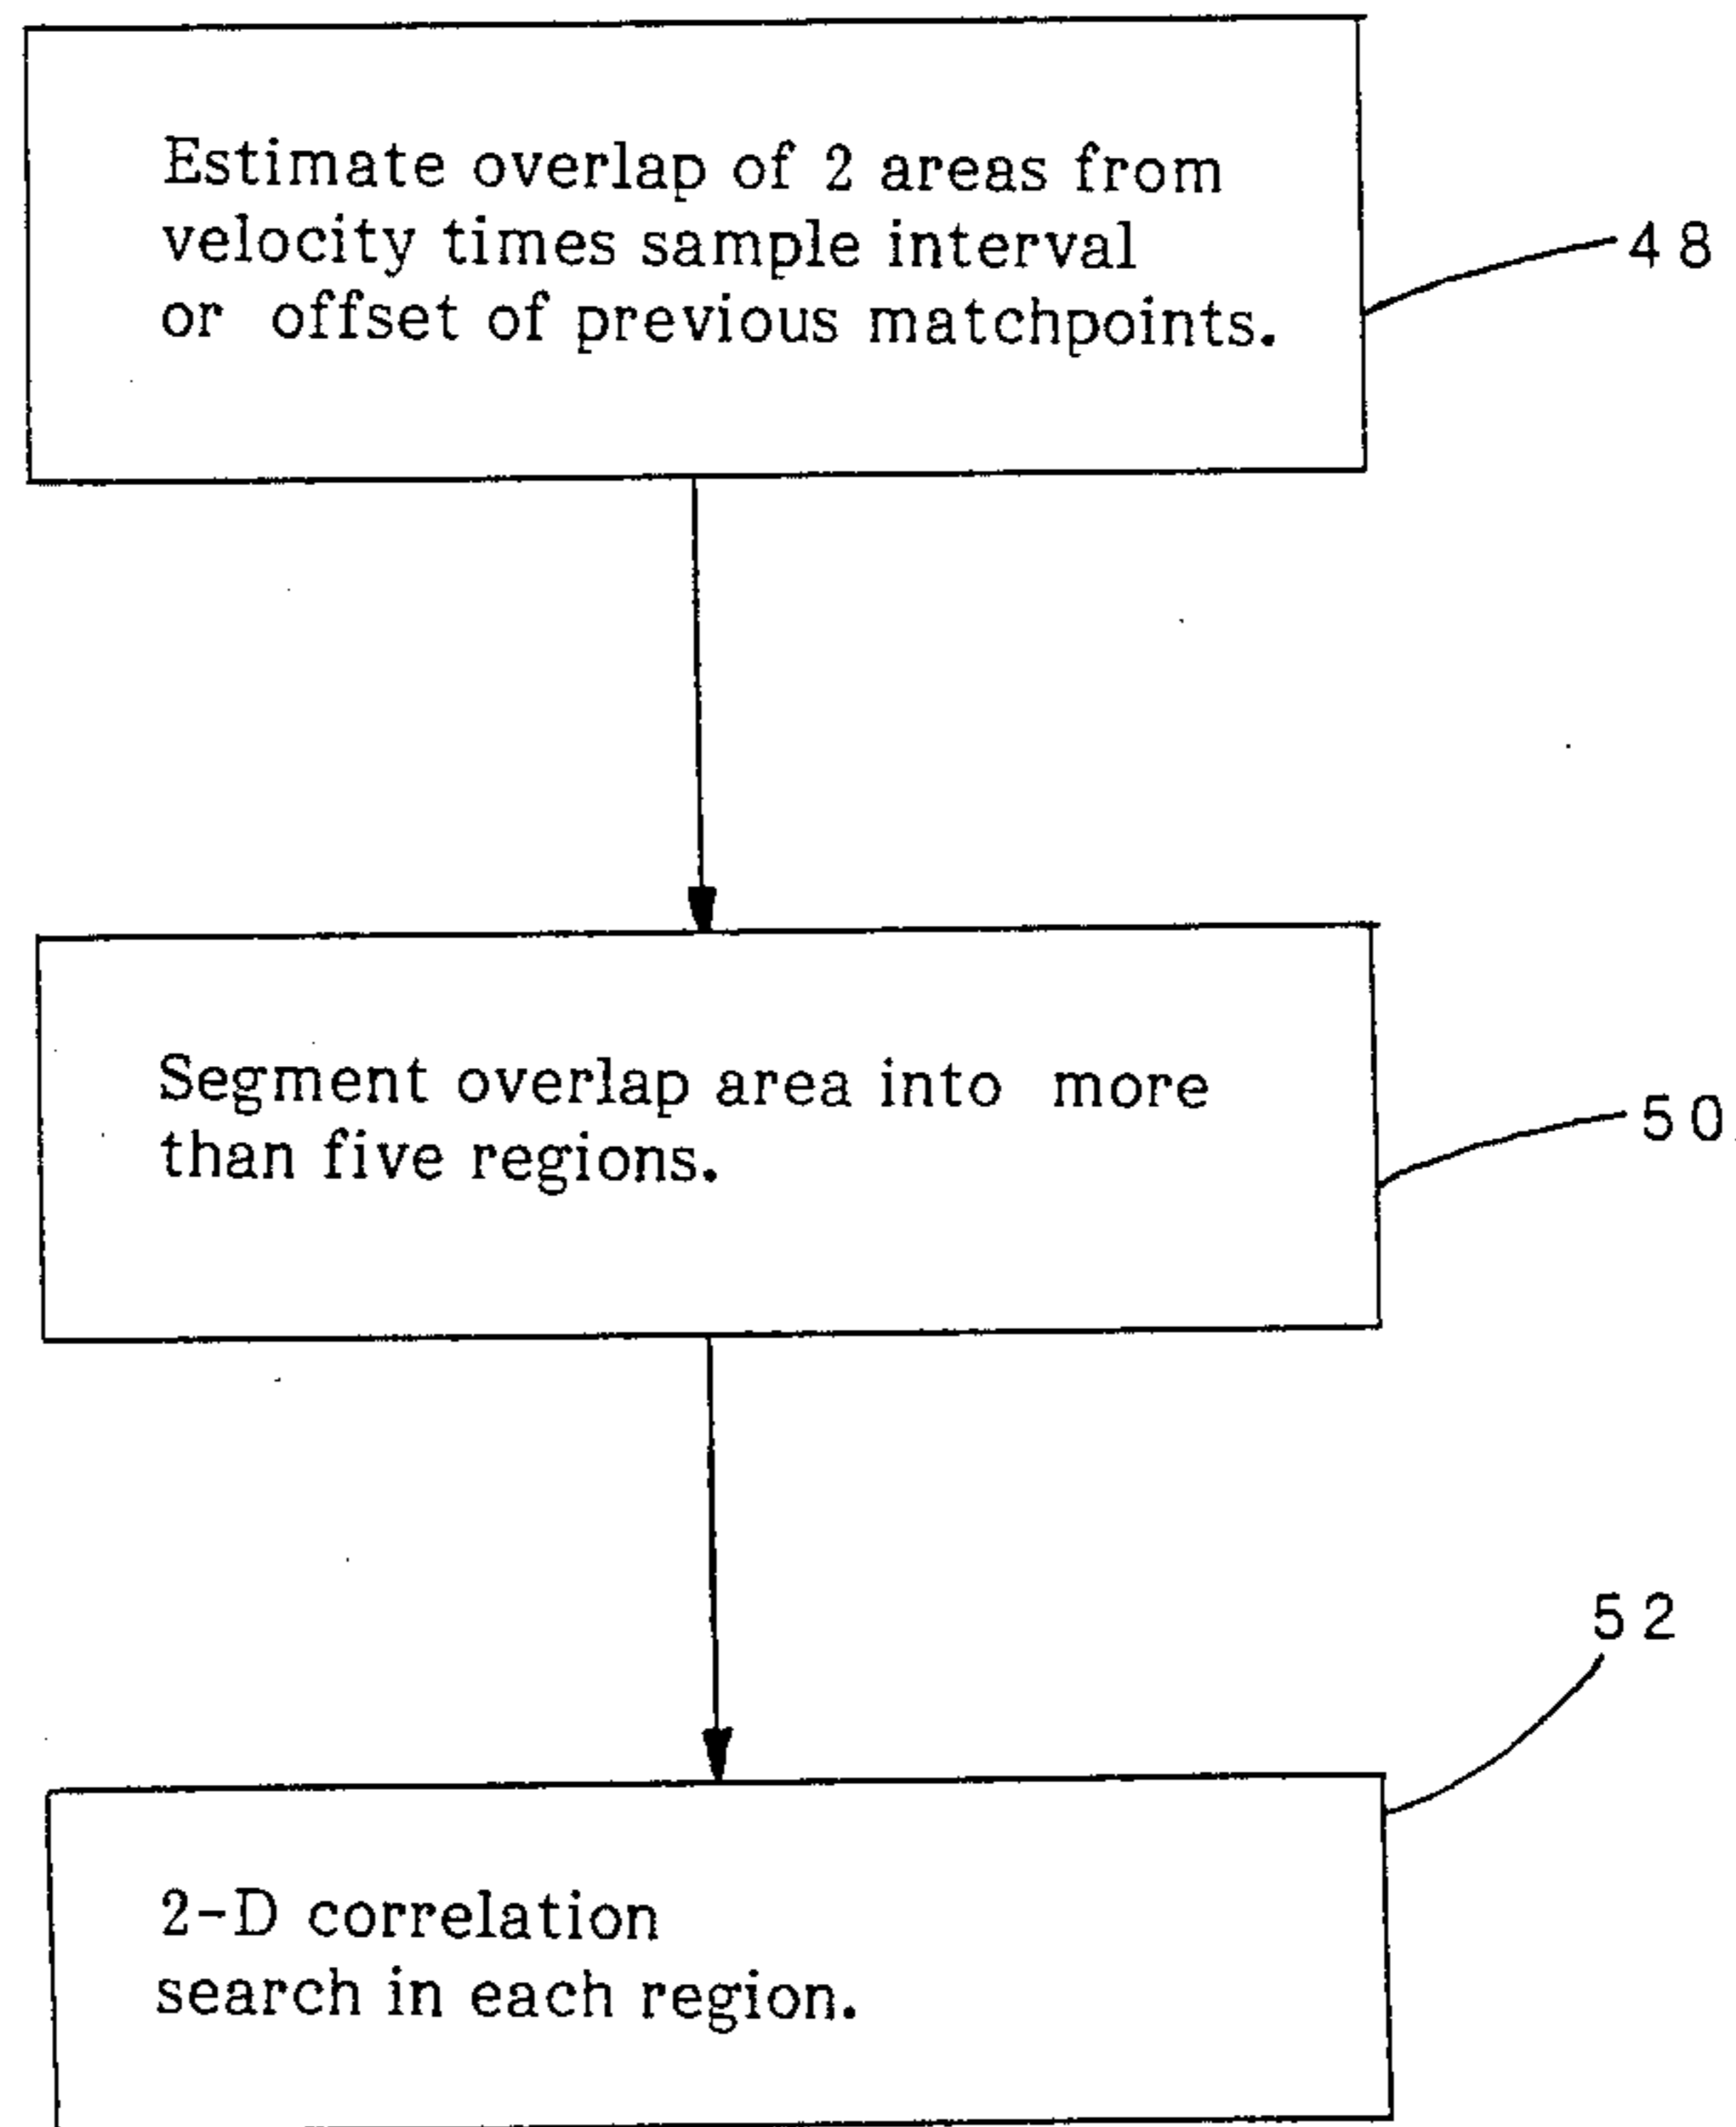 Estimate overlap of 2 areas from
velocity times sample interval
or offset of previous matchpoints.
48
Segment overlap area into more
than five regions.
50
52
2-D correlation
search in each region.